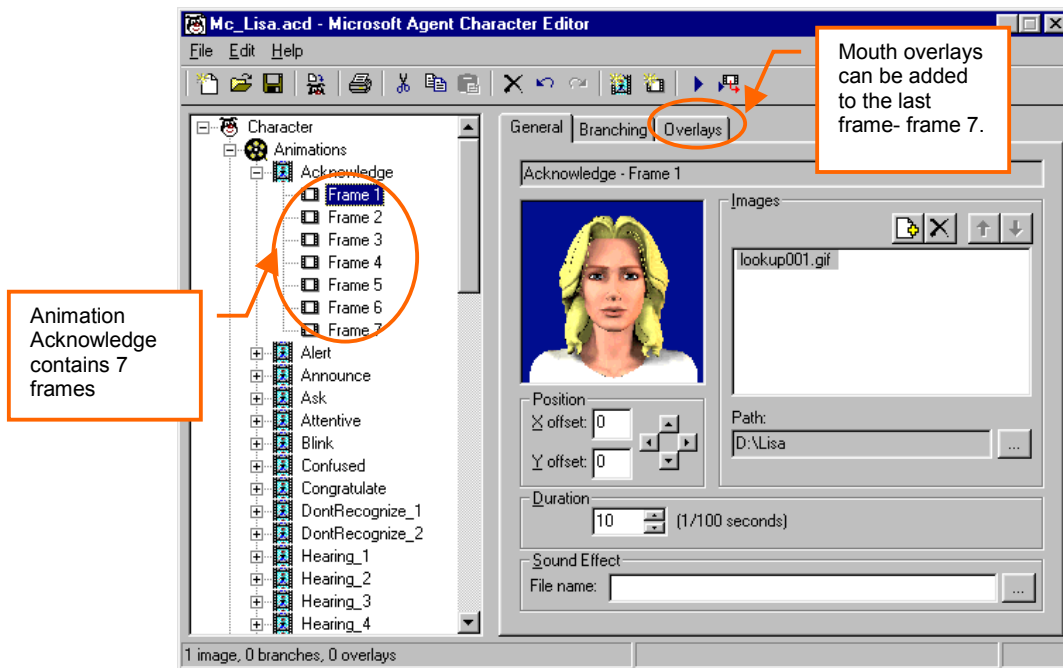 Mc_Lisa.acd - Microsoft Agent Character Editor
File Edit Help
Mouth overlays
can be added
to the last
frame- frame 7.
Character
Animations
Acknowledge
Frame 1
Frame 2
Frame 3
Frame 4
Frame 5
Frame 6
Frame 7
Alert
Announce
Ask
Attentive
Blink
Confused
Congratulate
DontRecognize_1
DontRecognize_2
Hearing_1
Hearing_2
Hearing_3
Hearing_4
Animation
Acknowledge
contains 7
frames
General Branching Overlays
Acknowledge - Frame 1
Images
lookup001.gif
Position
X offset: 0
Y offset: 0
Path:
D:\Lisa
...
Duration
10 (1/100 seconds)
Sound Effect
File name:
...
1 image, 0 branches, 0 overlays